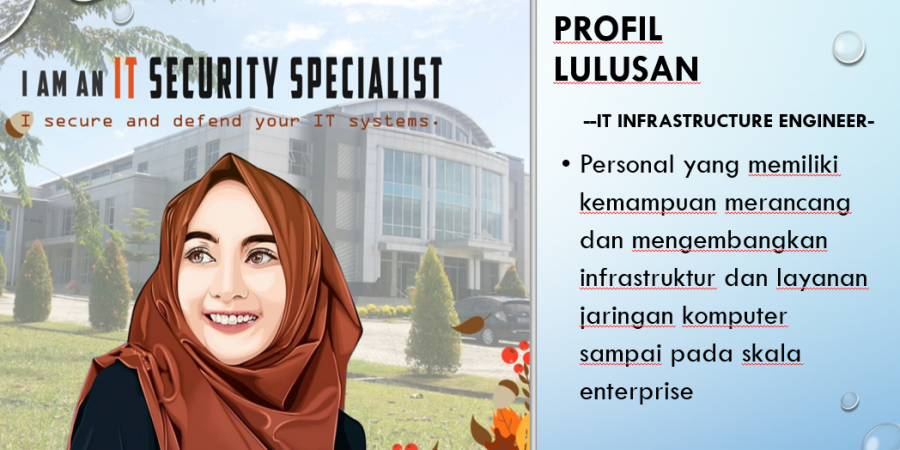 I AM AN IT SECURITY SPECIALIST
I secure and defend your IT systems.
PROFIL
LULUSAN
--IT INFRASTRUCTURE ENGINEER-
• Personal yang memiliki
kemampuan merancang
dan mengembangkan
infrastruktur dan layanan
jaringan komputer
sampai pada skala
enterprise